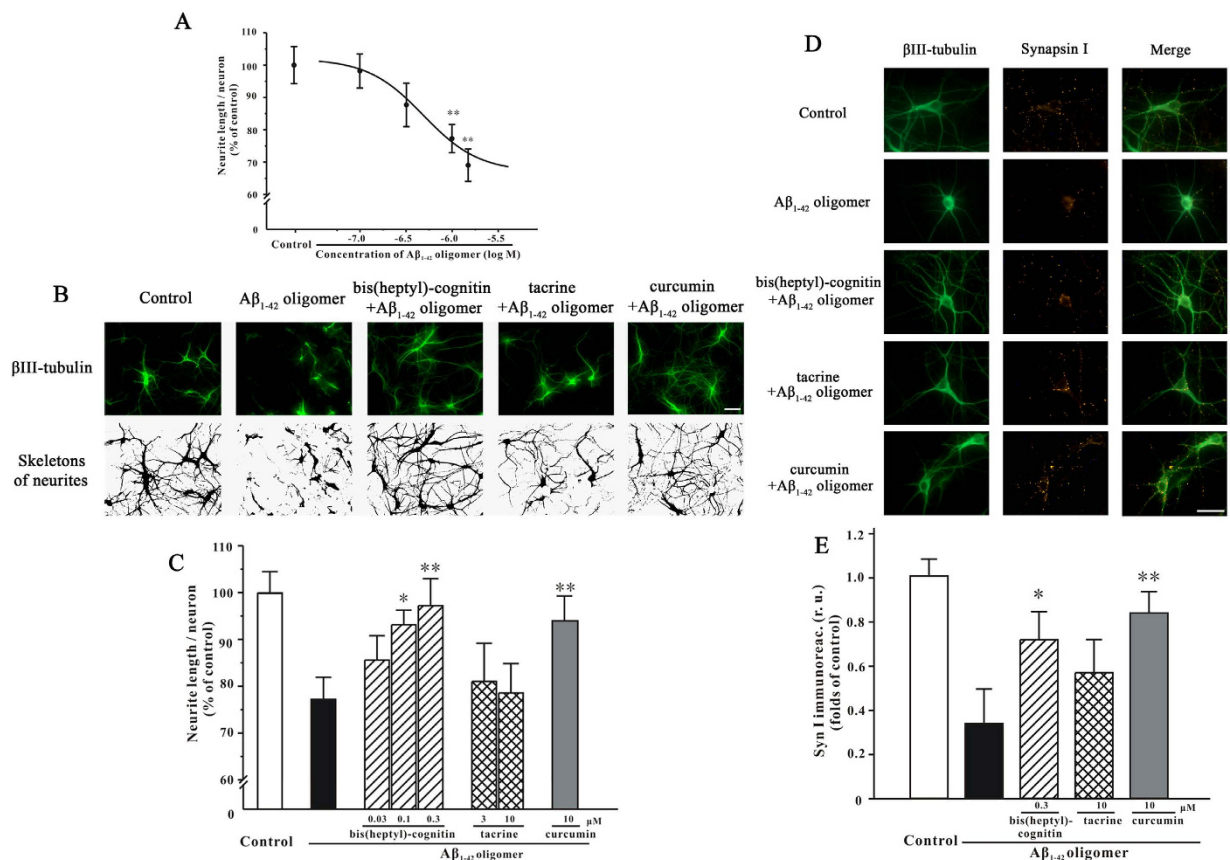 A
Neurite length / neuron
(% of control)
110
100
90
80
70
60
0
**
**
Control
-7.0
-6.5
-6.0
-5.5
Concentration of Aβ1-42 oligomer (log M)
B
Control
Aβ1-42 oligomer
bis(heptyl)-cognitin
+Aβ1-42 oligomer
tacrine
+Aβ1-42 oligomer
curcumin
+Aβ1-42 oligomer
βIII-tubulin
Skeletons
of neurites
C
Neurite length / neuron
(% of control)
110
100
90
80
70
60
0
*
**
**
0.03 0.1 0.3 3 10 10 μM
bis(heptyl)-cognitin tacrine curcumin
Control
Aβ1-42 oligomer
D
βIII-tubulin
Synapsin I
Merge
Control
Aβ1-42 oligomer
bis(heptyl)-cognitin
+Aβ1-42 oligomer
tacrine
+Aβ1-42 oligomer
curcumin
+Aβ1-42 oligomer
E
Syn I immunoreac. (r. u.)
(folds of control)
1.2
1.0
0.8
0.6
0.4
0.2
0
*
**
0.3 10 10 μM
bis(heptyl)- tacrine curcumin
cognitin
Control
Aβ1-42 oligomer